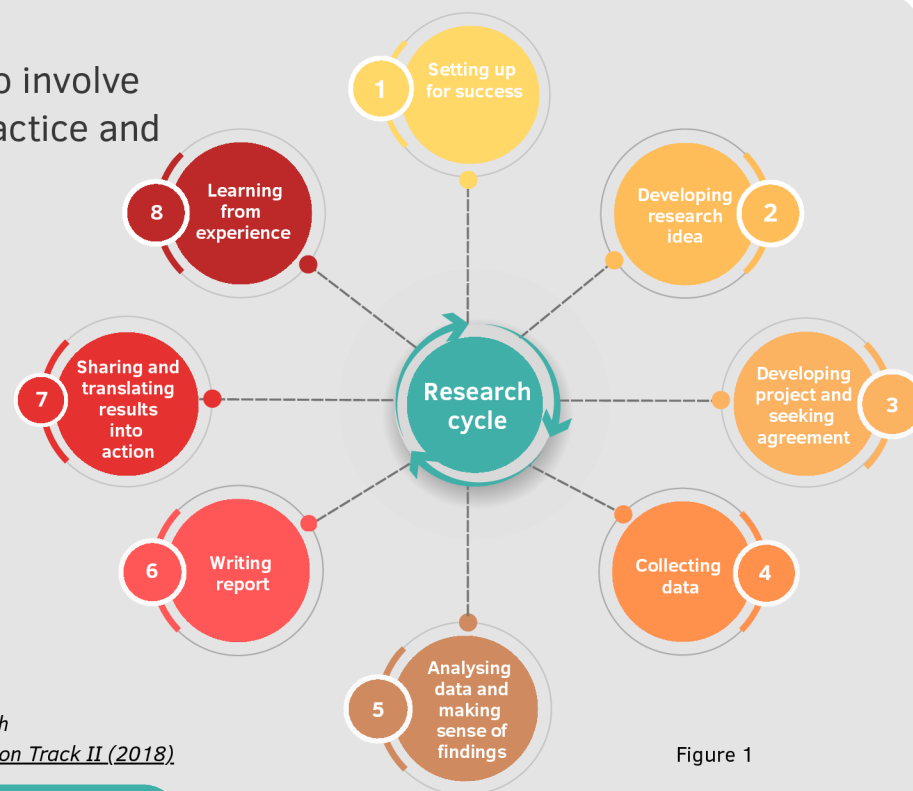 o involve
actice and
1
Setting up
for success
2
Developing
research
idea
3
Developing
project and
seeking
agreement
4
Collecting
data
5
Analysing
data and
making
sense of
findings
6
Writing
report
7
Sharing and
translating
results
into
action
8
Learning
from
experience
Research
cycle
h
on Track II (2018)
Figure 1